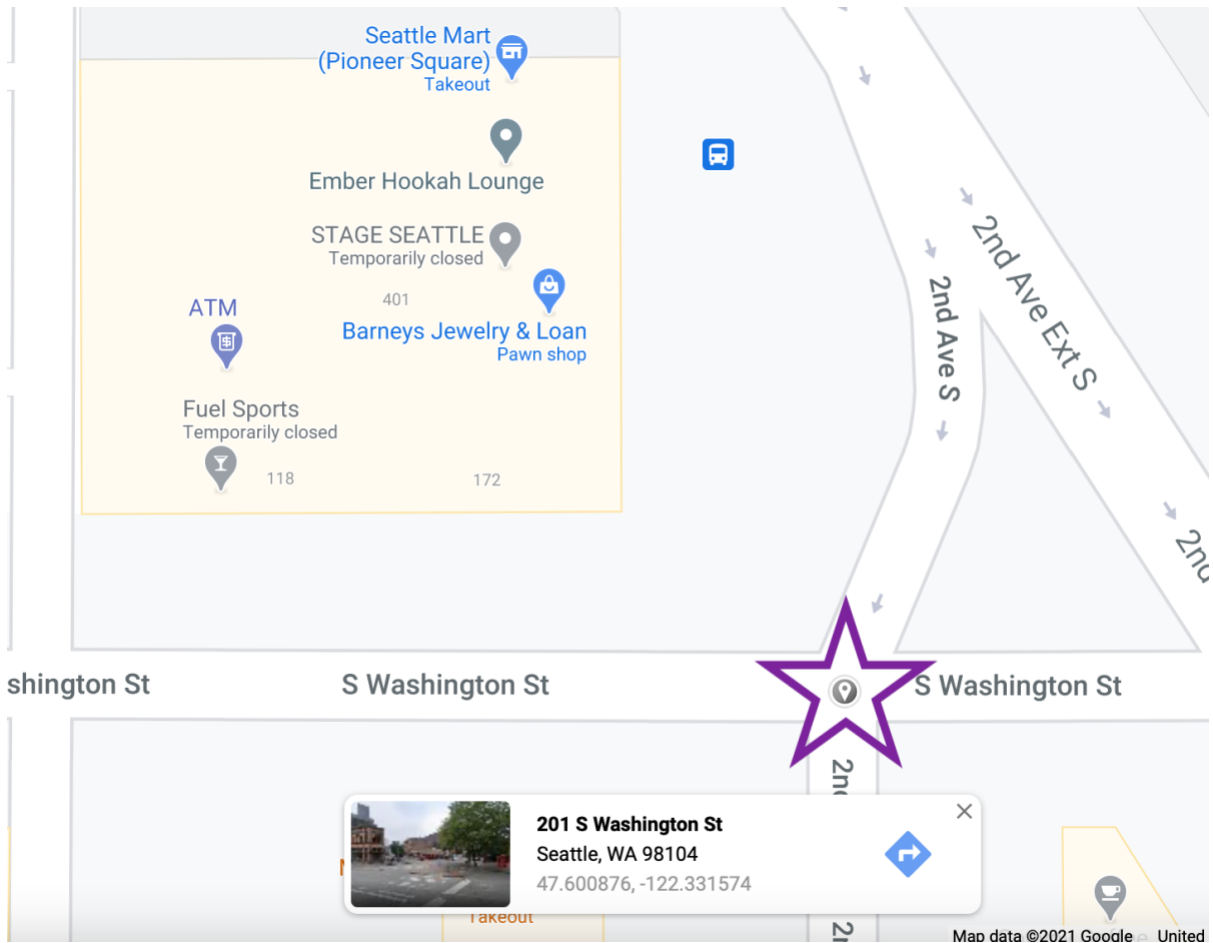 Seattle Mart
(Pioneer Square)
Takeout
Ember Hookah Lounge
STAGE SEATTLE
Temporarily closed
401
ATM
Barneys Jewelry & Loan
Pawn shop
Fuel Sports
Temporarily closed
118
172
2nd Ave Ext S
2nd Ave S
2nd
shington St
S Washington St
S Washington St
201 S Washington St
Seattle, WA 98104
47.600876, -122.331574
Takeout
Map data ©2021 Google
United